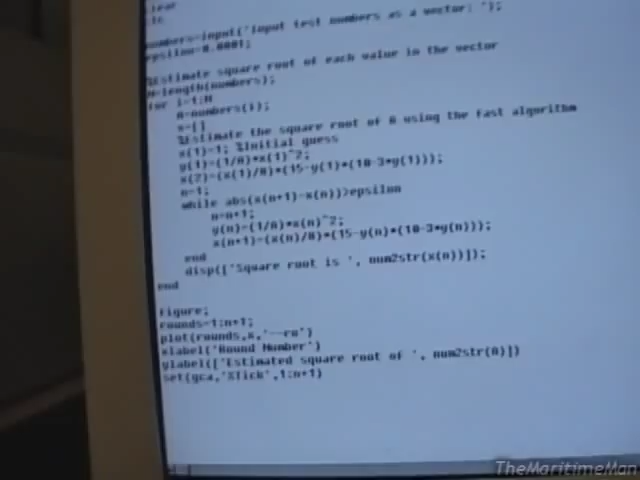 clear
clc
numbers=input('Input test numbers as a vector: ');
epsilon=0.0001;
%Estimate square root of each value in the vector
N=length(numbers);
for i=1:N
A=numbers(i);
x=[]
%Estimate the square root of A using the fast algorithm
x(1)=1; %Initial guess
y(1)=(1/A)*x(1)^2;
x(2)=(x(1)/8)*(15-y(1)*(10-3*y(1)));
n=1;
while abs(x(n+1)-x(n))>epsilon
n=n+1;
y(n)=(1/A)*x(n)^2;
x(n+1)=(x(n)/8)*(15-y(n)*(10-3*y(n)));
end
disp(['Square root is ', num2str(x(n))]);
end
figure;
rounds=1:n+1;
plot(rounds,x,'--rx')
xlabel('Round Number')
ylabel(['Estimated square root of ', num2str(A)])
set(gca,'XTick',1:n+1)
TheMaritimeMan